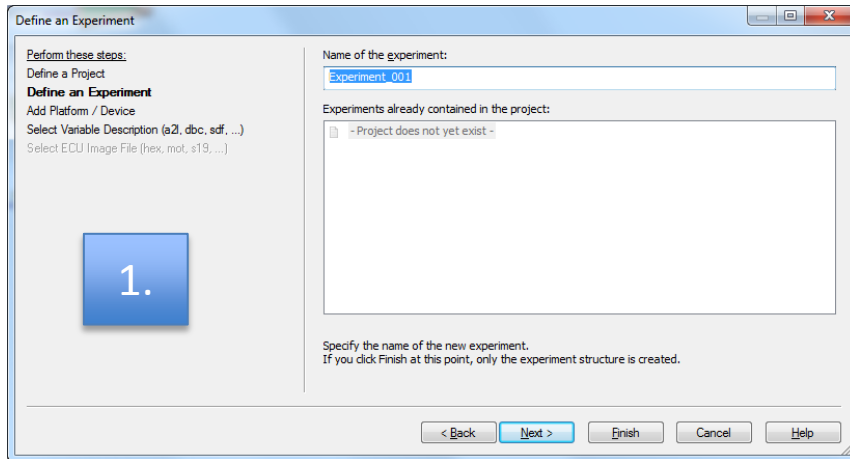 Define an Experiment
Perform these steps:
Define a Project
Define an Experiment
Add Platform / Device
Select Variable Description (a2l, dbc, sdf, ...)
Select ECU Image File (hex, mot, s19, ...)
1.
Name of the experiment:
Experiment_001
Experiments already contained in the project:
- Project does not yet exist -
Specify the name of the new experiment.
If you click Finish at this point, only the experiment structure is created.
< Back
Next >
Finish
Cancel
Help